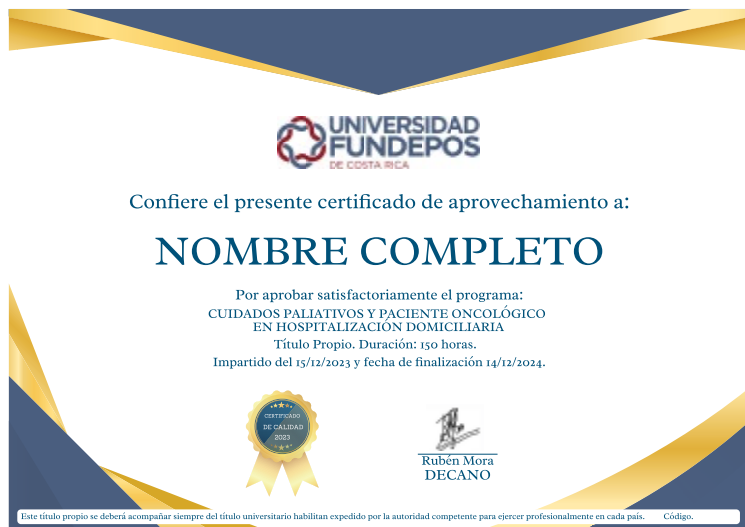 UNIVERSIDAD
FUNDEPOS
DE COSTA RICA
Confiere el presente certificado de aprovechamiento a:
NOMBRE COMPLETO
Por aprobar satisfactoriamente el programa:
CUIDADOS PALIATIVOS Y PACIENTE ONCOLÓGICO
EN HOSPITALIZACIÓN DOMICILIARIA
Título Propio. Duración: 150 horas.
Impartido del 15/12/2023 y fecha de finalización 14/12/2024.
CERTIFICADO
DE CALIDAD
2023
Rubén Mora
DECANO
Este título propio se deberá acompañar siempre del título universitario habilitan expedido por la autoridad competente para ejercer profesionalmente en cada país. Código.